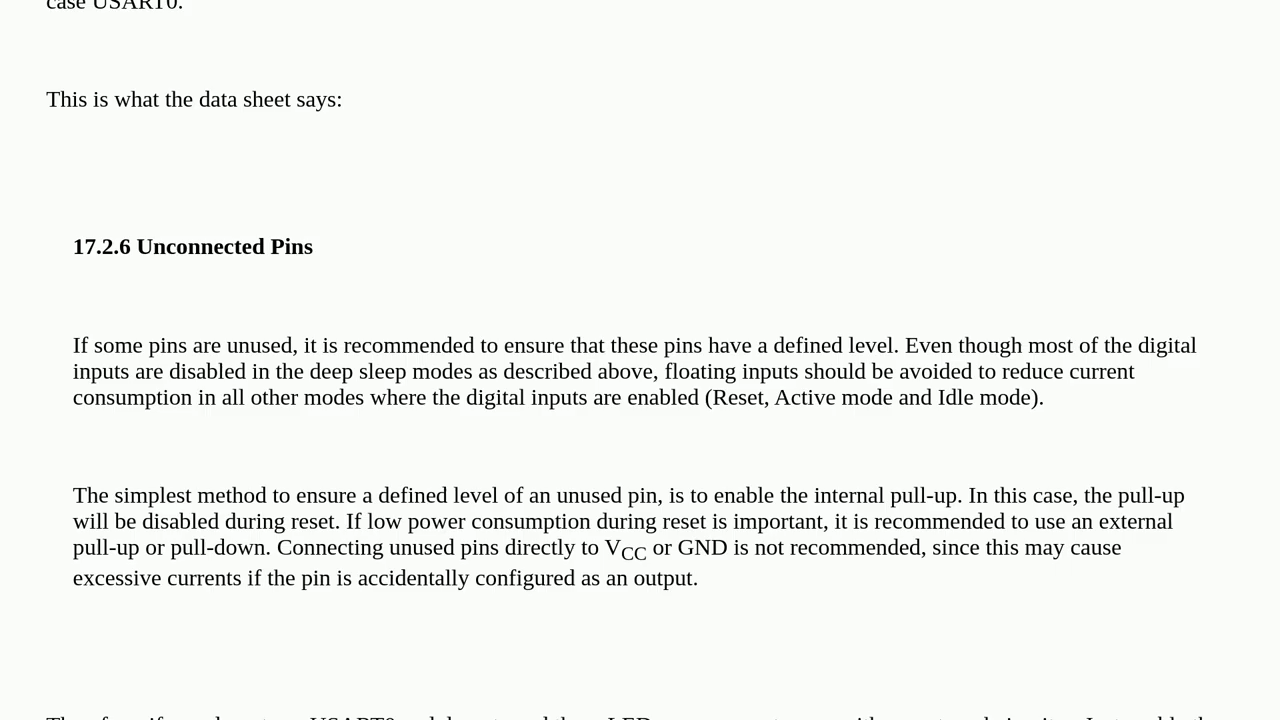 case USART0.
This is what the data sheet says:
17.2.6 Unconnected Pins
If some pins are unused, it is recommended to ensure that these pins have a defined level. Even though most of the digital
inputs are disabled in the deep sleep modes as described above, floating inputs should be avoided to reduce current
consumption in all other modes where the digital inputs are enabled (Reset, Active mode and Idle mode).
The simplest method to ensure a defined level of an unused pin, is to enable the internal pull-up. In this case, the pull-up
will be disabled during reset. If low power consumption during reset is important, it is recommended to use an external
pull-up or pull-down. Connecting unused pins directly to VCC or GND is not recommended, since this may cause
excessive currents if the pin is accidentally configured as an output.